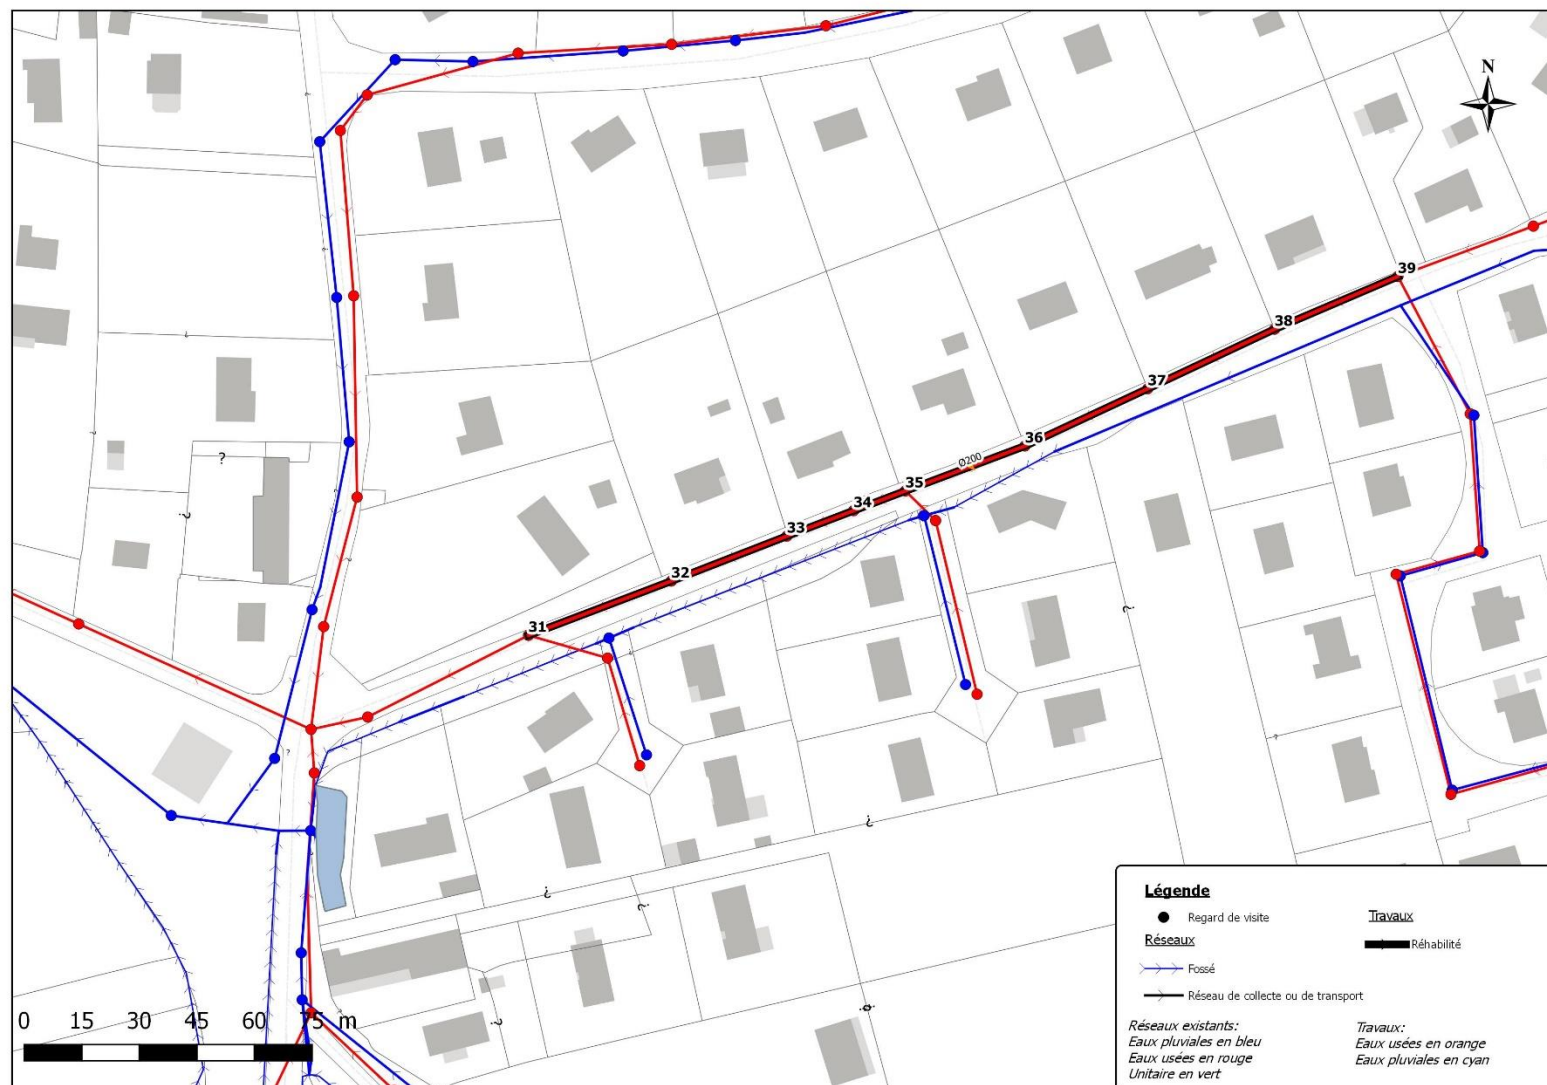 N
39
38
37
36
Ø200
35
34
33
32
31
0 15 30 45 60 75 m
Légende
Regard de visite
Travaux
Réseaux
Réhabilité
Fossé
Réseau de collecte ou de transport
Réseaux existants:
Eaux pluviales en bleu
Eaux usées en rouge
Unitaire en vert
Travaux:
Eaux usées en orange
Eaux pluviales en cyan